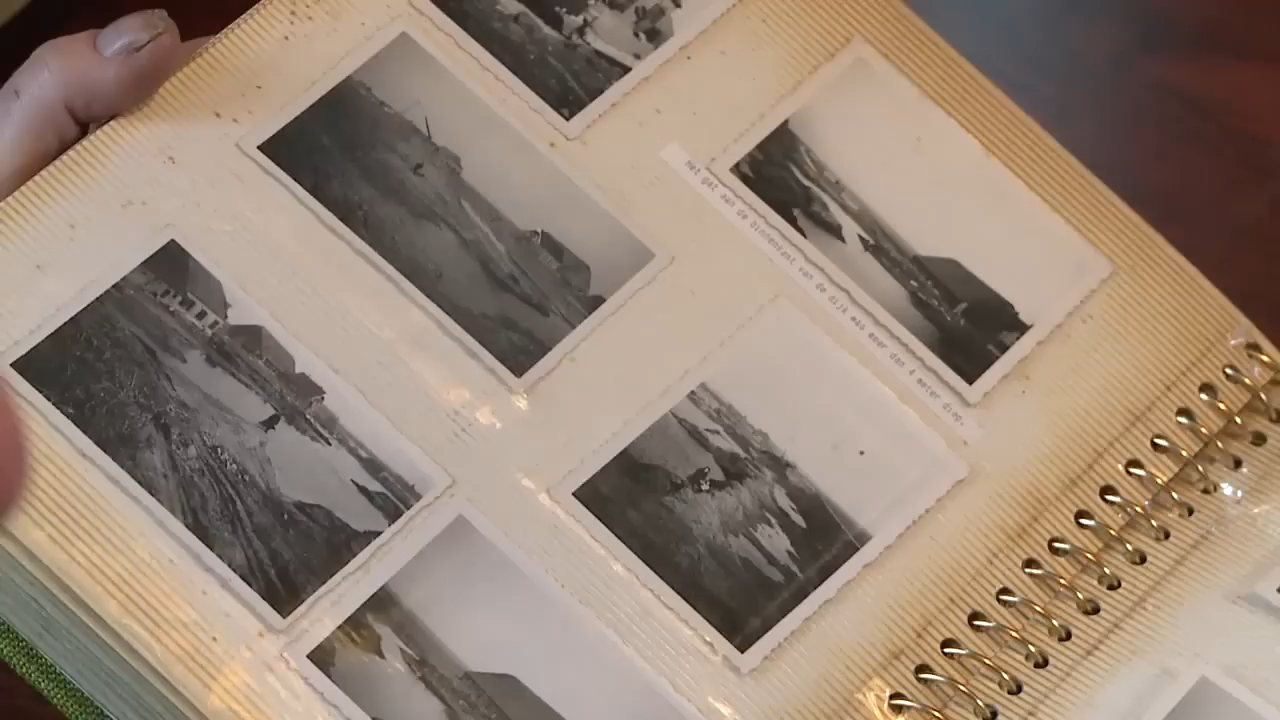 Het gat aan de binnenkant van de dijk was meer dan 4 meter diep.